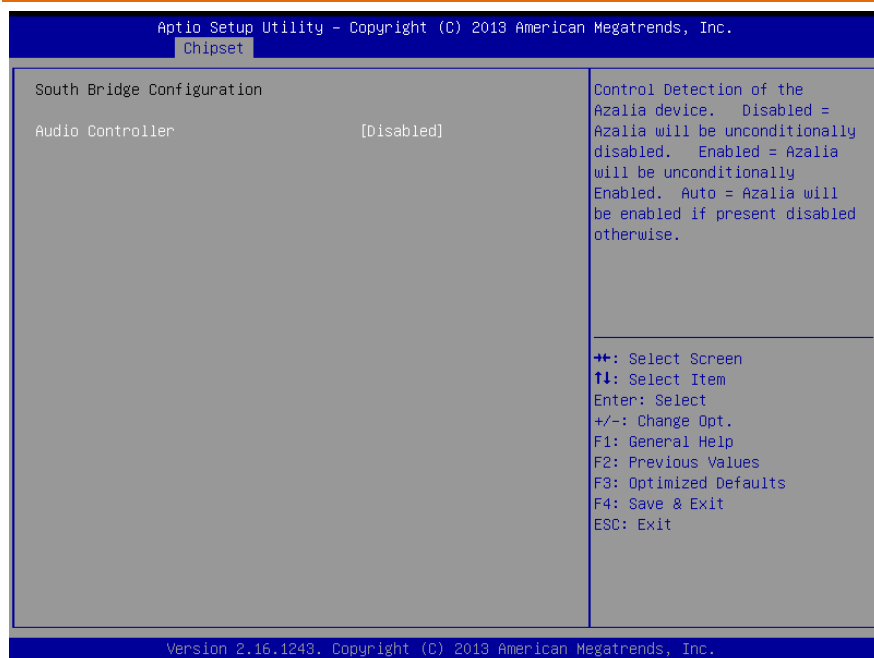 Aptio Setup Utility – Copyright (C) 2013 American Megatrends, Inc.
Chipset
South Bridge Configuration
Audio Controller [Disabled]
Control Detection of the
Azalia device. Disabled =
Azalia will be unconditionally
disabled. Enabled = Azalia
will be unconditionally
Enabled. Auto = Azalia will
be enabled if present disabled
otherwise.
→←: Select Screen
↑↓: Select Item
Enter: Select
+/-: Change Opt.
F1: General Help
F2: Previous Values
F3: Optimized Defaults
F4: Save & Exit
ESC: Exit
Version 2.16.1243. Copyright (C) 2013 American Megatrends, Inc.